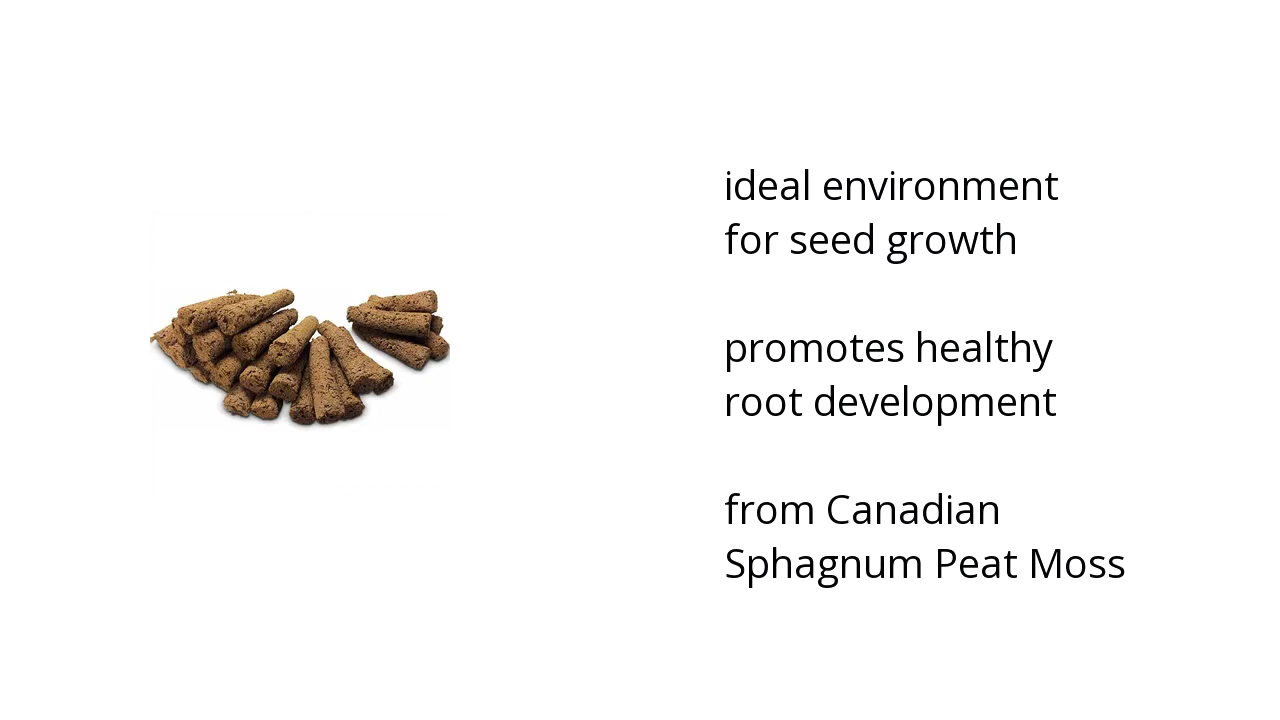 ideal environment
for seed growth
promotes healthy
root development
from Canadian
Sphagnum Peat Moss